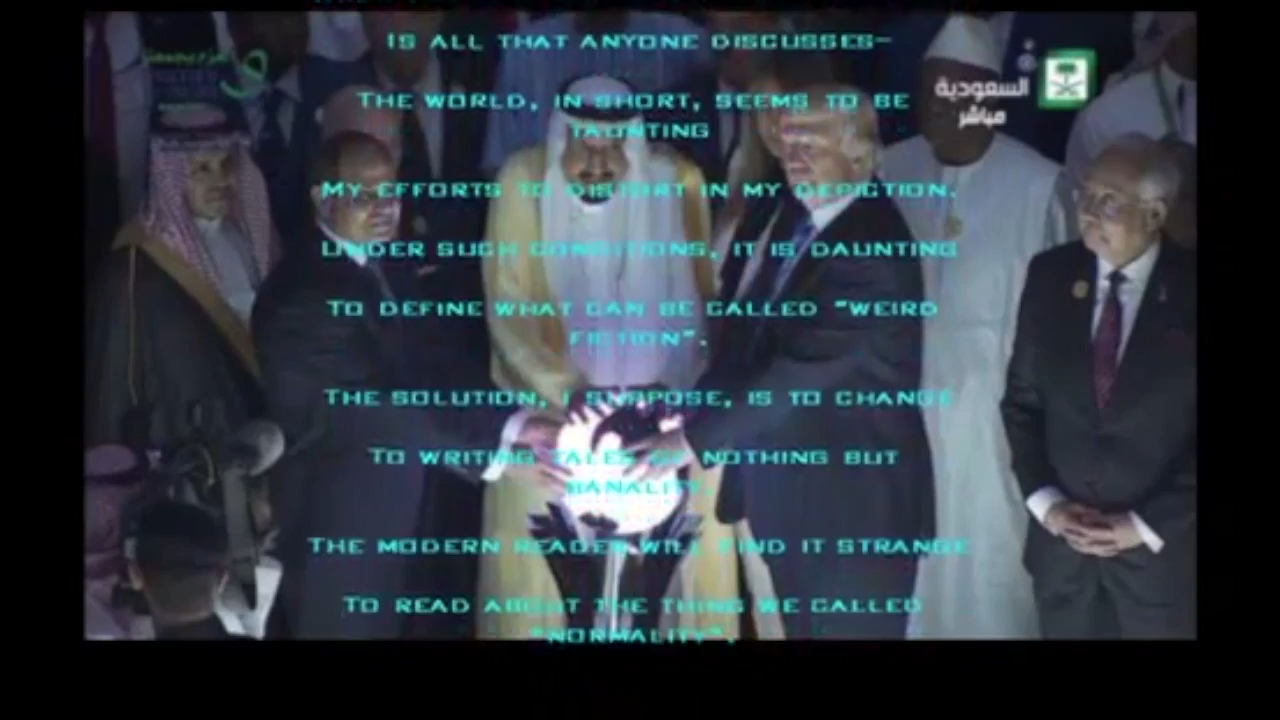 Is all that anyone discusses-
The world, in short, seems to be
taunting
My efforts to distort in my depiction.
Under such conditions, it is daunting
To define what can be called "weird
fiction".
The solution, I suppose, is to change
To writing tales of nothing but
banality.
The modern reader will find it strange
To read about the thing we called
"normality".
السعودية
مباشر